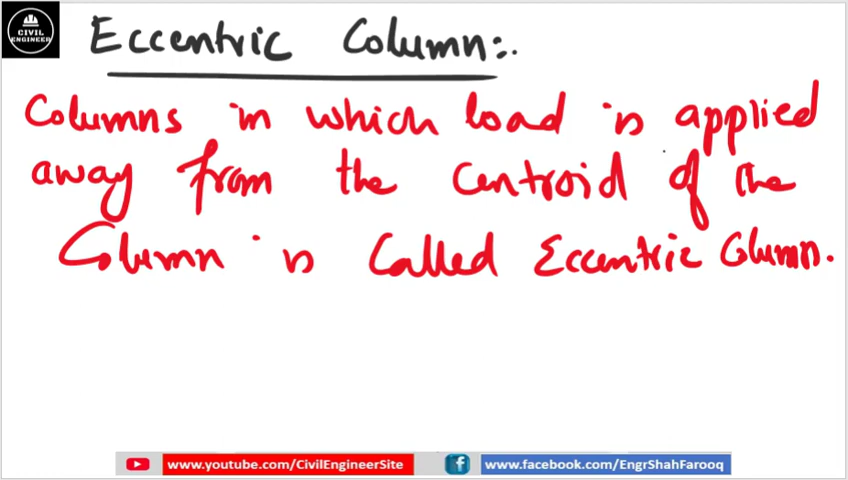 CIVIL
ENGINEER
Eccentric Column:.
Columns in which load is applied
away from the centroid of the
Column is called Eccentric Column.
www.youtube.com/CivilEngineerSite
www.facebook.com/EngrShahFarooq